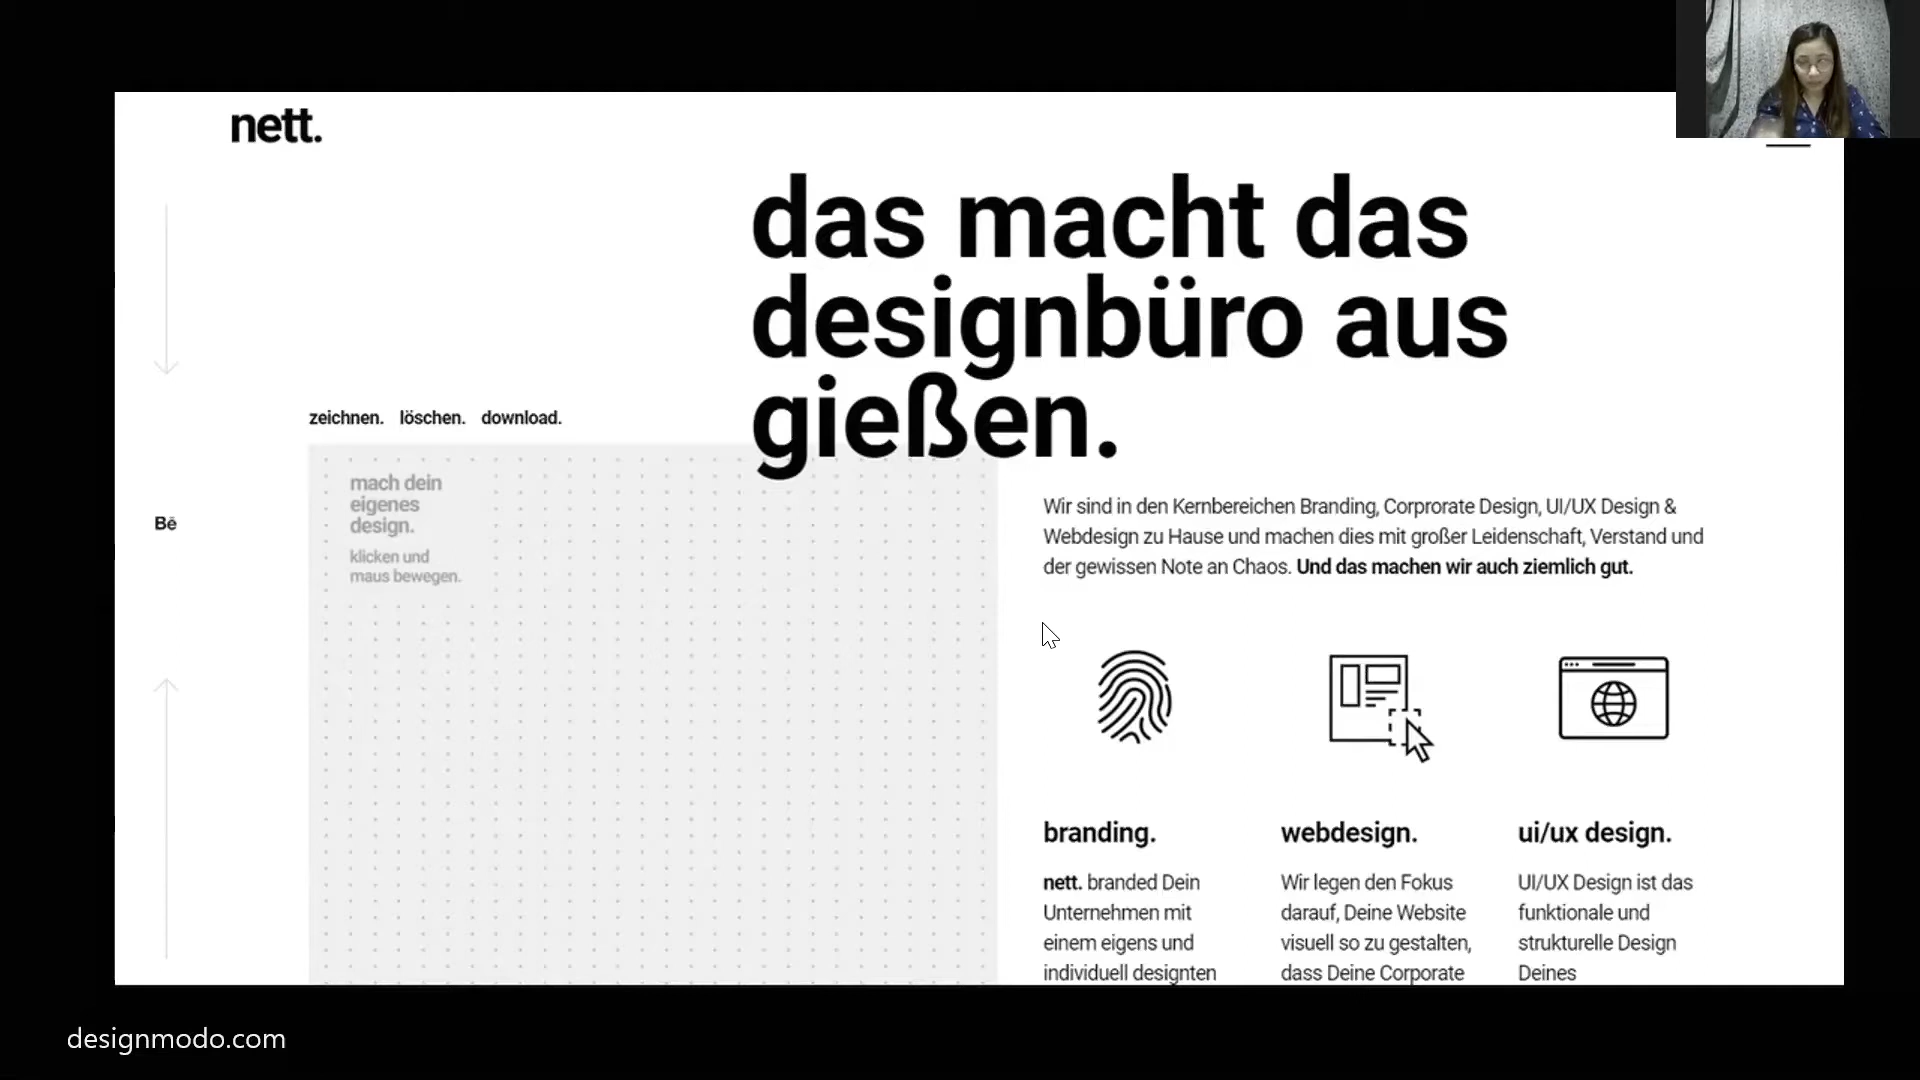 nett.
das macht das
designbüro aus
gießen.
zeichnen. löschen. download.
mach dein
eigenes
design.
klicken und
maus bewegen.
Bē
Wir sind in den Kernbereichen Branding, Corprorate Design, UI/UX Design &
Webdesign zu Hause und machen dies mit großer Leidenschaft, Verstand und
der gewissen Note an Chaos. Und das machen wir auch ziemlich gut.
branding.
nett. branded Dein
Unternehmen mit
einem eigens und
individuell designten
webdesign.
Wir legen den Fokus
darauf, Deine Website
visuell so zu gestalten,
dass Deine Corporate
ui/ux design.
UI/UX Design ist das
funktionale und
strukturelle Design
Deines
designmodo.com